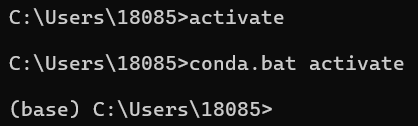 C:\Users\18085>activate
C:\Users\18085>conda.bat activate
(base) C:\Users\18085>